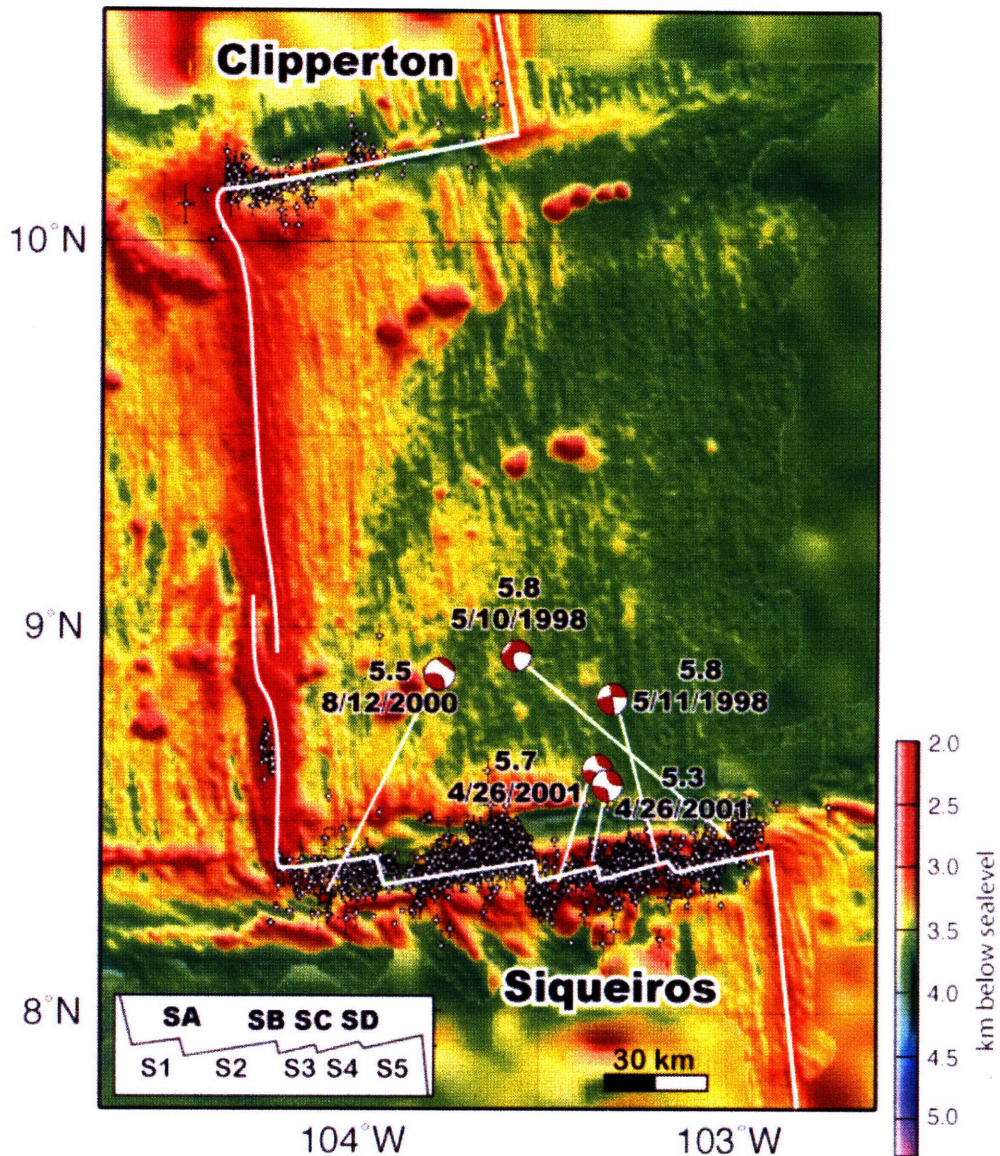 Clipperton
10°N
9°N
5.8
5/10/1998
5.5
8/12/2000
5.8
5/11/1998
5.7
4/26/2001
5.3
4/26/2001
8°N
Siqueiros
SA SB SC SD
S1 S2 S3 S4 S5
30 km
104°W 103°W
2.0
2.5
3.0
3.5
4.0
4.5
5.0
km below sealevel